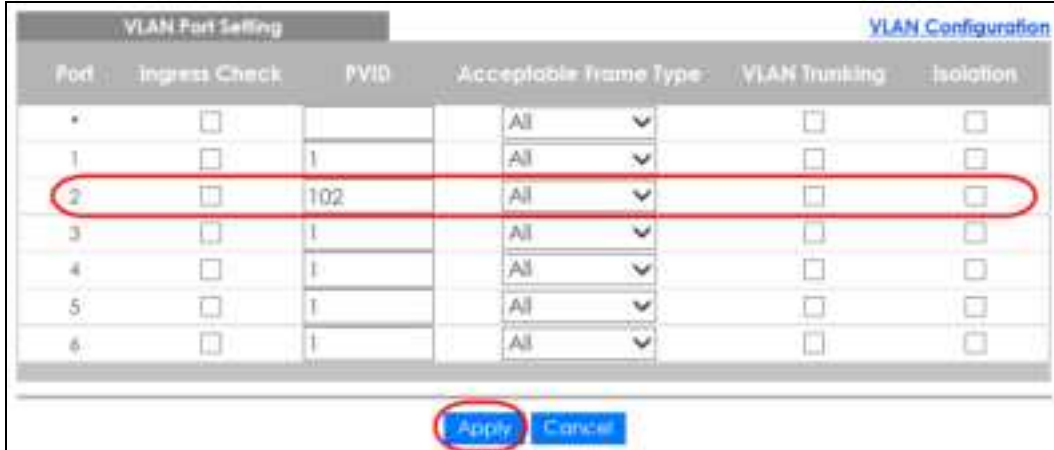 VLAN Port Setting VLAN Configuration
Port Ingress Check PVID Acceptable Frame Type VLAN Trunking Isolation
* All
1 1 All
2 102 All
3 1 All
4 1 All
5 1 All
6 1 All
Apply Cancel